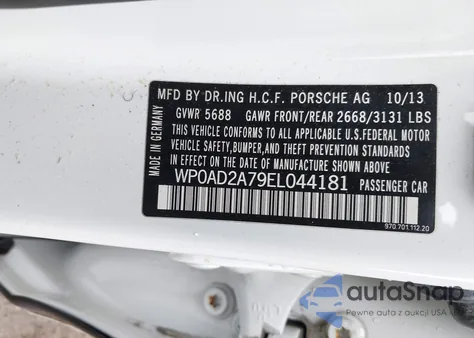 MFD BY DR.ING H.C.F. PORSCHE AG 10/13
GVWR 5688 GAWR FRONT/REAR 2668/3131 LBS
THIS VEHICLE CONFORMS TO ALL APPLICABLE U.S.FEDERAL MOTOR
VEHICLE SAFETY,BUMPER,AND THEFT
PREVENTION STANDARDS IN EFFECT ON THE
DATE OF MANUFACTURE SHOWN ABOVE
WP0AD2A79EL044181 PASSENGER CAR
MADE IN GERMANY
970.701.112.20
autoSnap
Pewne auta z aukcji USA